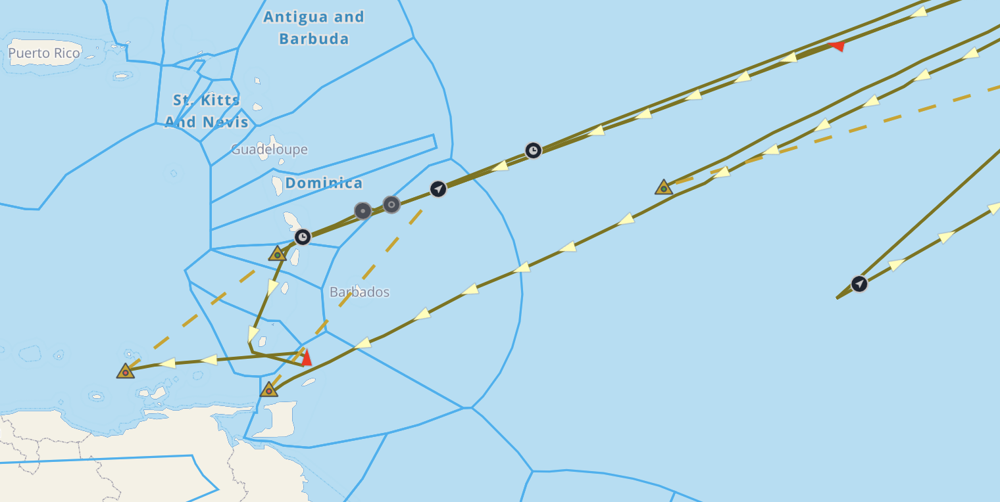 Antigua and
Barbuda
Puerto Rico
St. Kitts
And Nevis
Guadeloupe
Dominica
Barbados